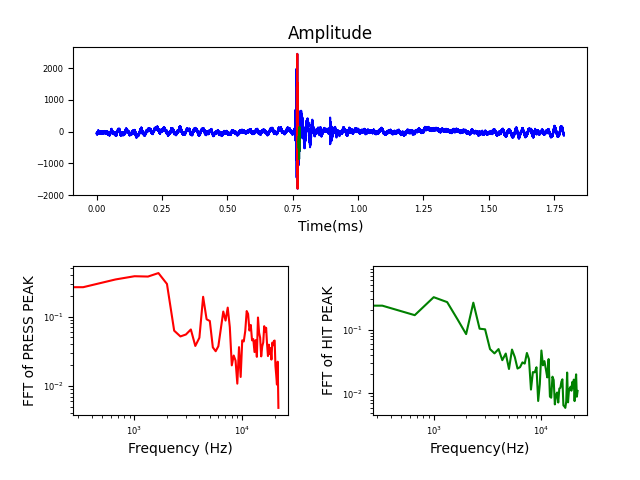 Amplitude
2000
1000
0
−1000
−2000
0.00 0.25 0.50 0.75 1.00 1.25 1.50 1.75
Time(ms)
FFT of PRESS PEAK
10⁻¹
10⁻²
10³ 10⁴
Frequency (Hz)
FFT of HIT PEAK
10⁻¹
10⁻²
10³ 10⁴
Frequency(Hz)